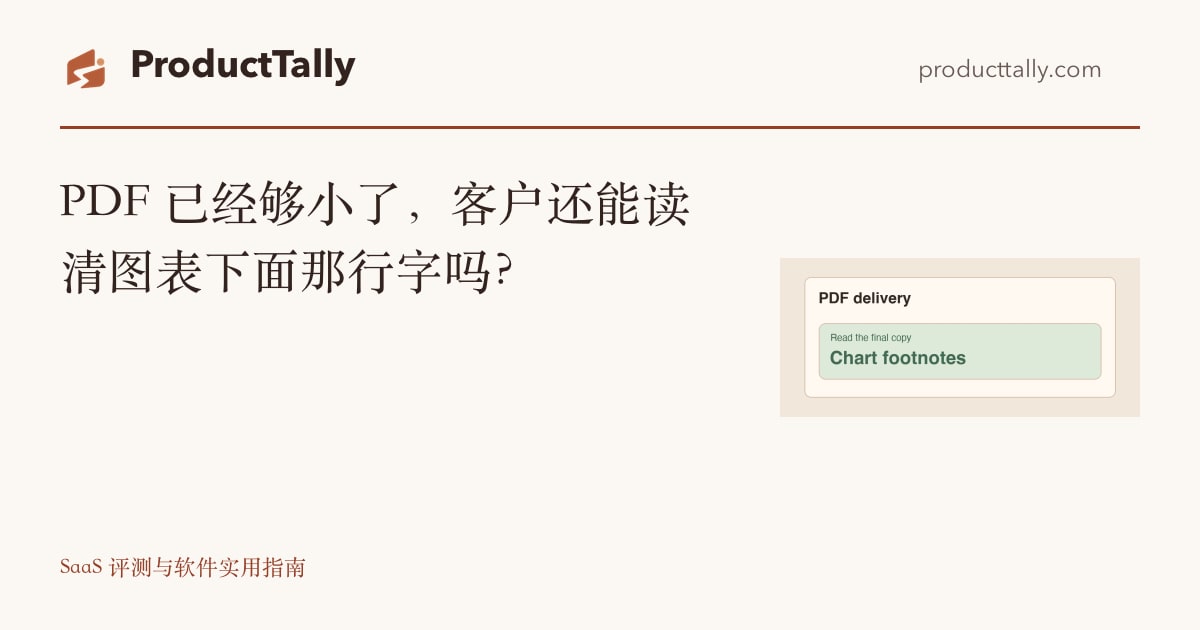 ProductTally
producttally.com
PDF 已经够小了，客户还能读
清图表下面那行字吗?
PDF delivery
Read the final copy
Chart footnotes
SaaS 评测与软件实用指南